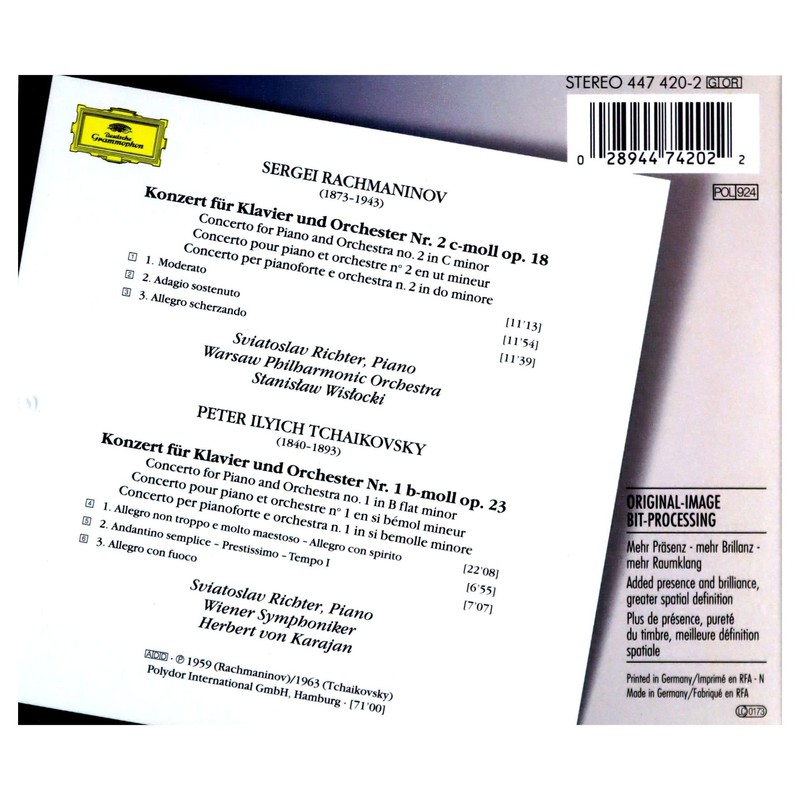 STEREO 447 420-2 GI OR
0 28944 74202 2
POL 924
Deutsche
Grammophon
SERGEI RACHMANINOV
(1873-1943)
Konzert für Klavier und Orchester Nr. 2 c-moll op. 18
Concerto for Piano and Orchestra no. 2 in C minor
Concerto pour piano et orchestre n° 2 en ut mineur
Concerto per pianoforte e orchestra n. 2 in do minore
1 1. Moderato [11'13]
2 2. Adagio sostenuto [11'54]
3 3. Allegro scherzando [11'39]
Sviatoslav Richter, Piano
Warsaw Philharmonic Orchestra
Stanisław Wisłocki
PETER ILYICH TCHAIKOVSKY
(1840-1893)
Konzert für Klavier und Orchester Nr. 1 b-moll op. 23
Concerto for Piano and Orchestra no. 1 in B flat minor
Concerto pour piano et orchestre n° 1 en si bémol mineur
Concerto per pianoforte e orchestra n. 1 in si bemolle minore
4 1. Allegro non troppo e molto maestoso - Allegro con spirito [22'08]
5 2. Andantino semplice - Prestissimo - Tempo I [6'55]
6 3. Allegro con fuoco [7'07]
Sviatoslav Richter, Piano
Wiener Symphoniker
Herbert von Karajan
ADD · ℗ 1959 (Rachmaninov)/1963 (Tchaikovsky)
Polydor International GmbH, Hamburg · [71'00]
ORIGINAL-IMAGE
BIT-PROCESSING
Mehr Präsenz - mehr Brillanz -
mehr Raumklang
Added presence and brilliance,
greater spatial definition
Plus de présence, pureté
du timbre, meilleure définition
spatiale
Printed in Germany/Imprimé en RFA - N
Made in Germany/Fabriqué en RFA
LC 0173